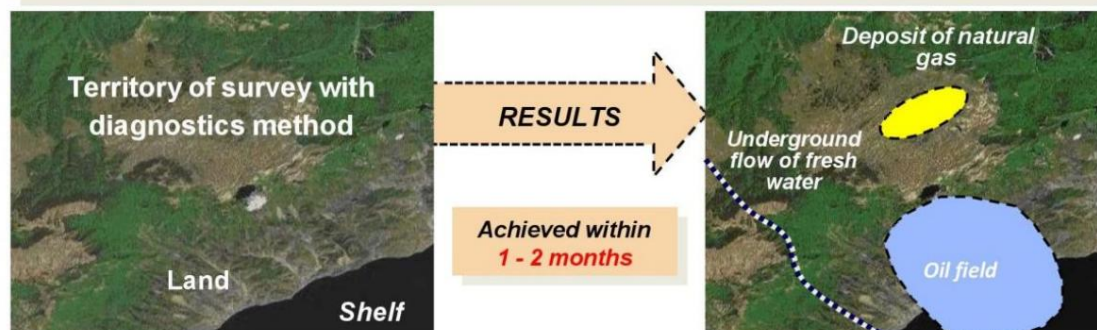 Territory of survey with
diagnostics method
Land
Shelf
RESULTS
Achieved within
1 - 2 months
Deposit of natural
gas
Underground
flow of fresh
water
Oil field